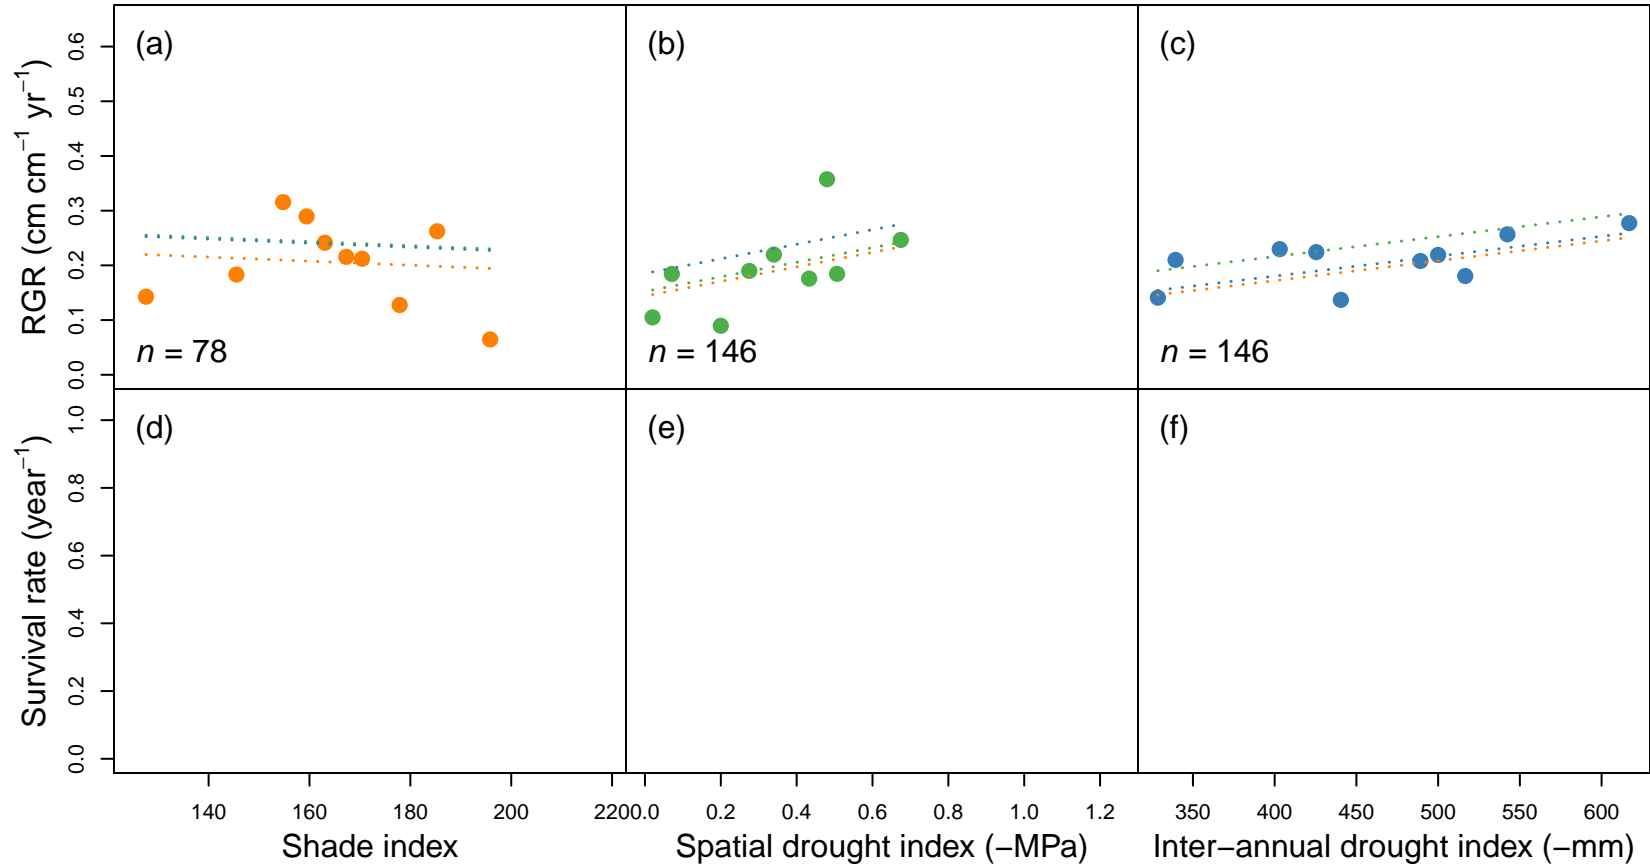 (a) (b) (c)
RGR (cm cm⁻¹ yr⁻¹)
0.6
0.5
0.4
0.3
0.2
0.1
0.0
n = 78 n = 146 n = 146
(d) (e) (f)
Survival rate (year⁻¹)
1.0
0.8
0.6
0.4
0.2
0.0
140 160 180 200 220
0.0 0.2 0.4 0.6 0.8 1.0 1.2
350 400 450 500 550 600
Shade index
Spatial drought index (−MPa)
Inter−annual drought index (−mm)